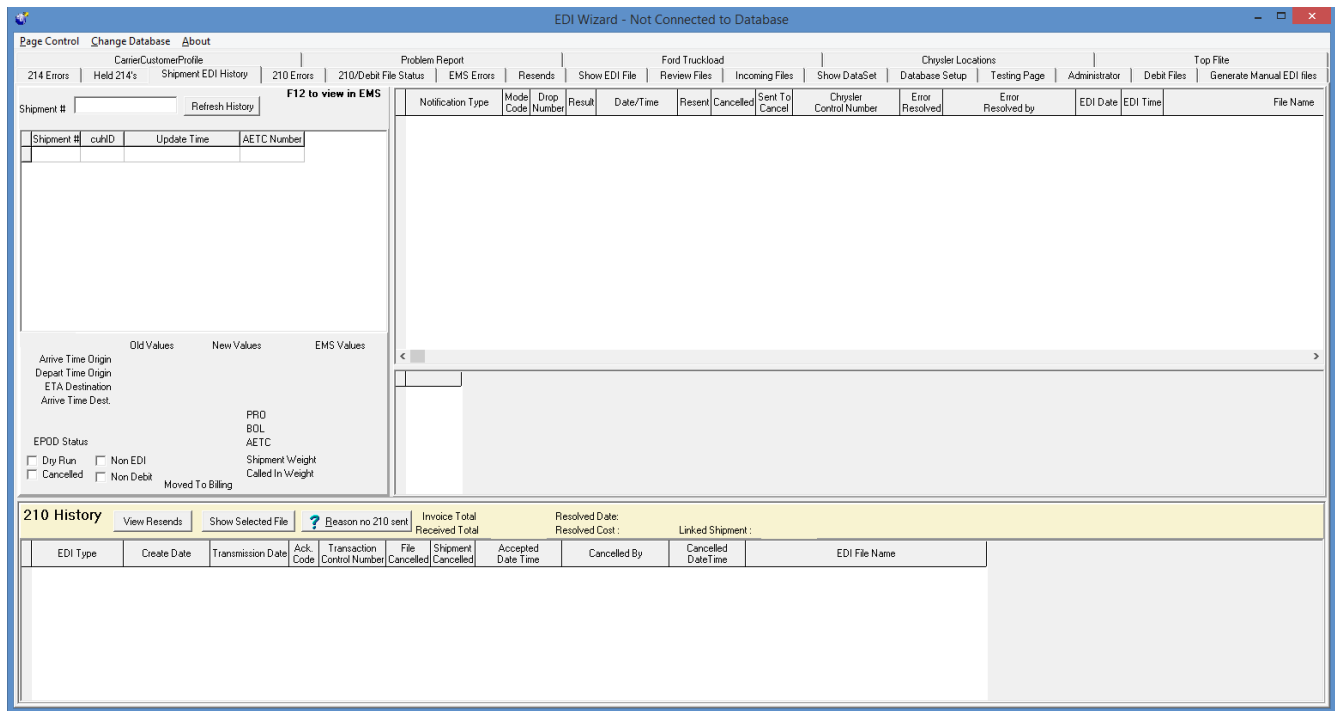 EDI Wizard - Not Connected to Database
Page Control Change Database About
CarrierCustomerProfile Problem Report Ford Truckload Chrysler Locations Top Flite
214 Errors Held 214's Shipment EDI History 210 Errors 210/Debit File Status EMS Errors Resends Show EDI File Review Files Incoming Files Show DataSet Database Setup Testing Page Administrator Debit Files Generate Manual EDI files
F12 to view in EMS
Shipment # Refresh History
Shipment # cuhID Update Time AETC Number
Notification Type Mode Code Drop Number Result Date/Time Resent Cancelled Sent To Cancel Chrysler Control Number Error Resolved Error Resolved by EDI Date EDI Time File Name
Old Values New Values EMS Values
Arrive Time Origin
Depart Time Origin
ETA Destination
Arrive Time Dest.
PRO
BOL
EPOD Status AETC
Dry Run Non EDI Shipment Weight
Cancelled Non Debit Called In Weight
Moved To Billing
210 History View Resends Show Selected File ? Reason no 210 sent
Invoice Total Resolved Date:
Received Total Resolved Cost : Linked Shipment :
EDI Type Create Date Transmission Date Ack. Code Transaction Control Number File Cancelled Shipment Cancelled Accepted Date Time Cancelled By Cancelled DateTime EDI File Name